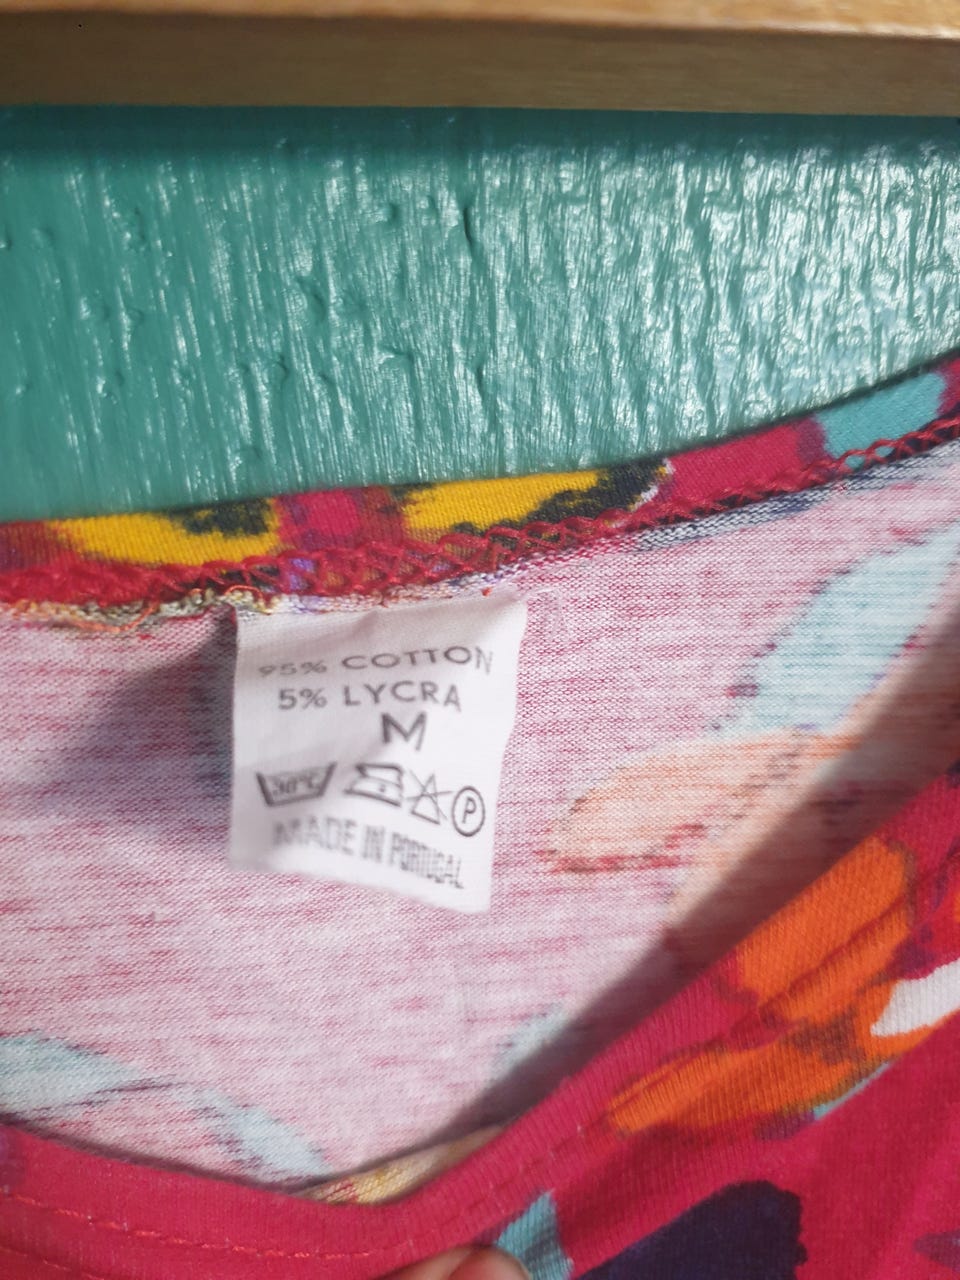 95% COTTON
5% LYCRA
M
30°C P
MADE IN PORTUGAL